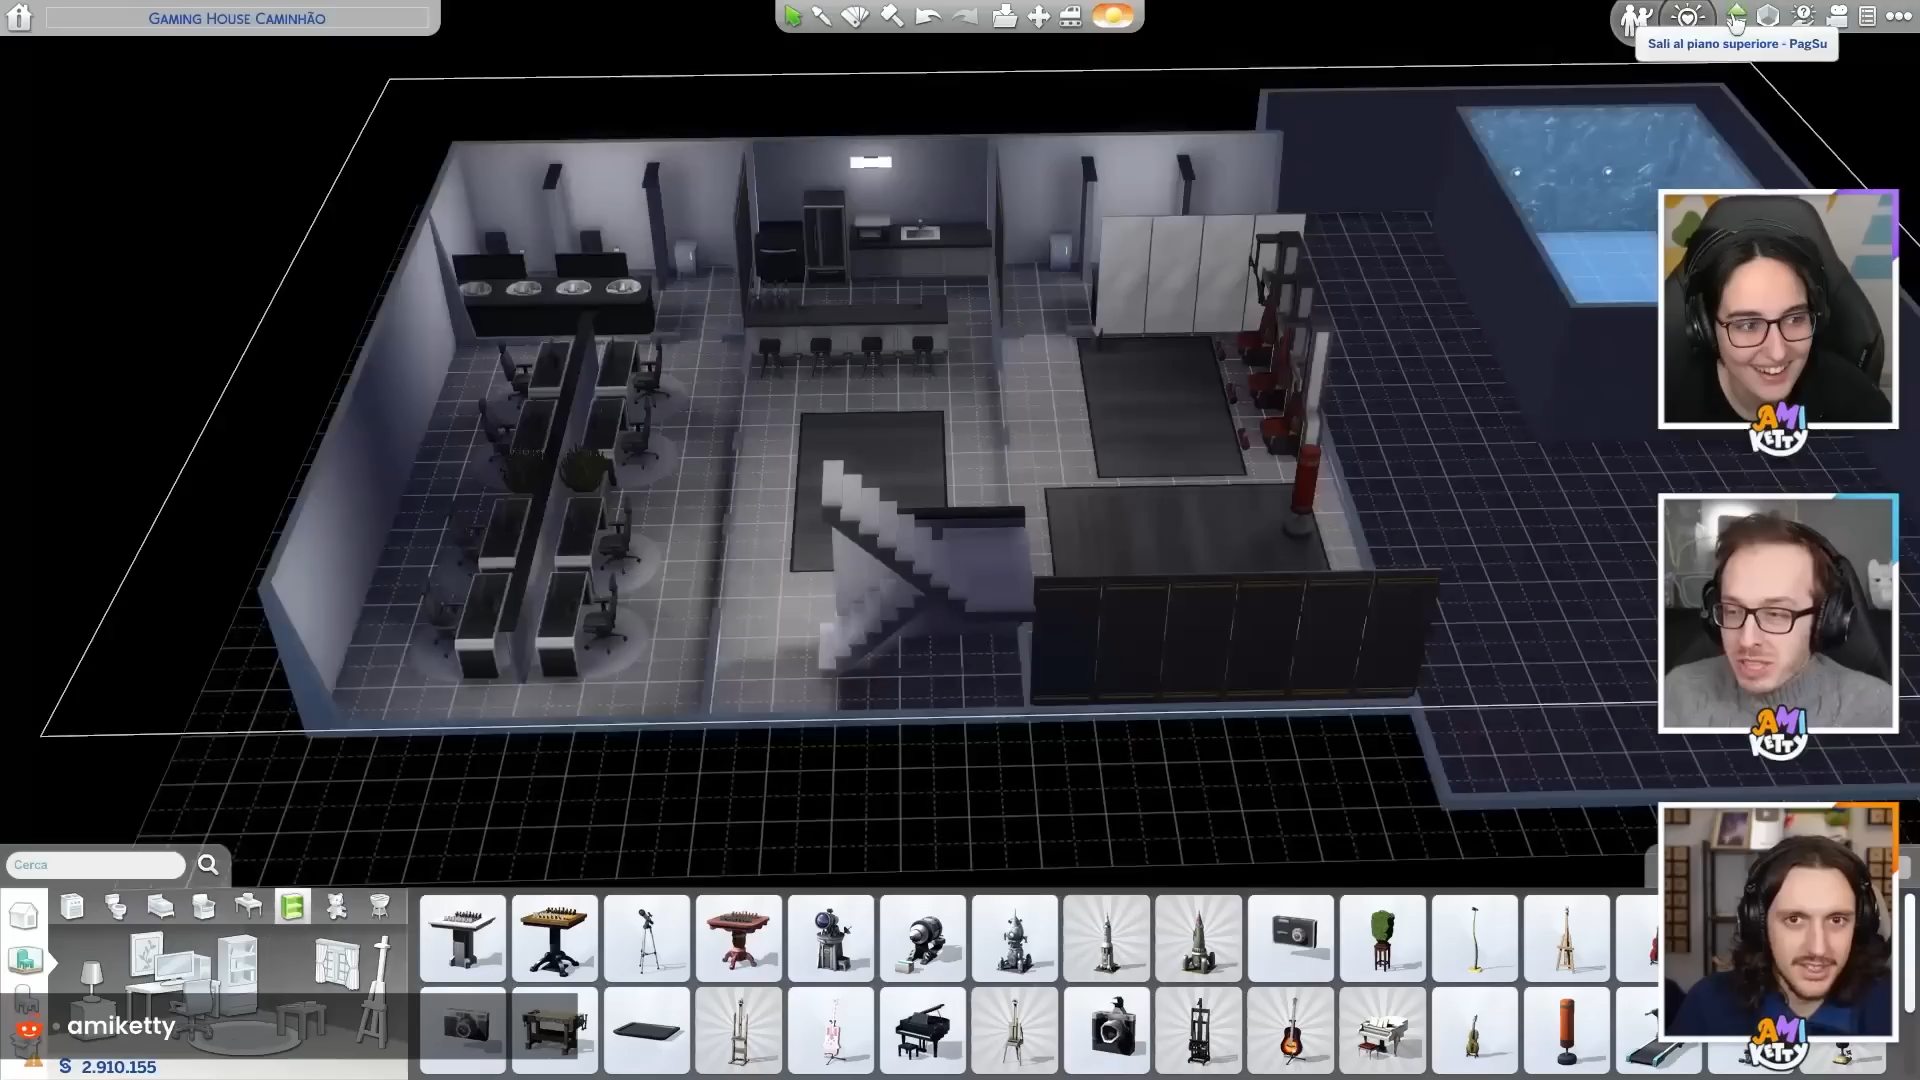 Gaming House Caminhão
Sali al piano superiore - PagSu
AMI
KETTY
AMI
KETTY
Cerca
amiketty
§ 2.910.155
AMI
KETTY